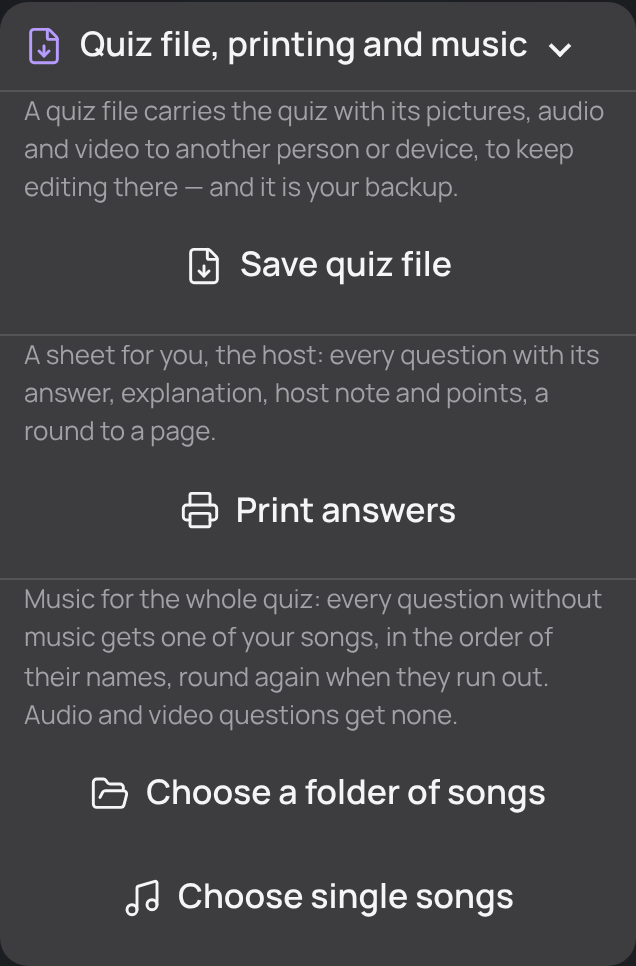 Quiz file, printing and music
A quiz file carries the quiz with its pictures, audio
and video to another person or device, to keep
editing there — and it is your backup.
Save quiz file
A sheet for you, the host: every question with its
answer, explanation, host note and points, a
round to a page.
Print answers
Music for the whole quiz: every question without
music gets one of your songs, in the order of
their names, round again when they run out.
Audio and video questions get none.
Choose a folder of songs
Choose single songs